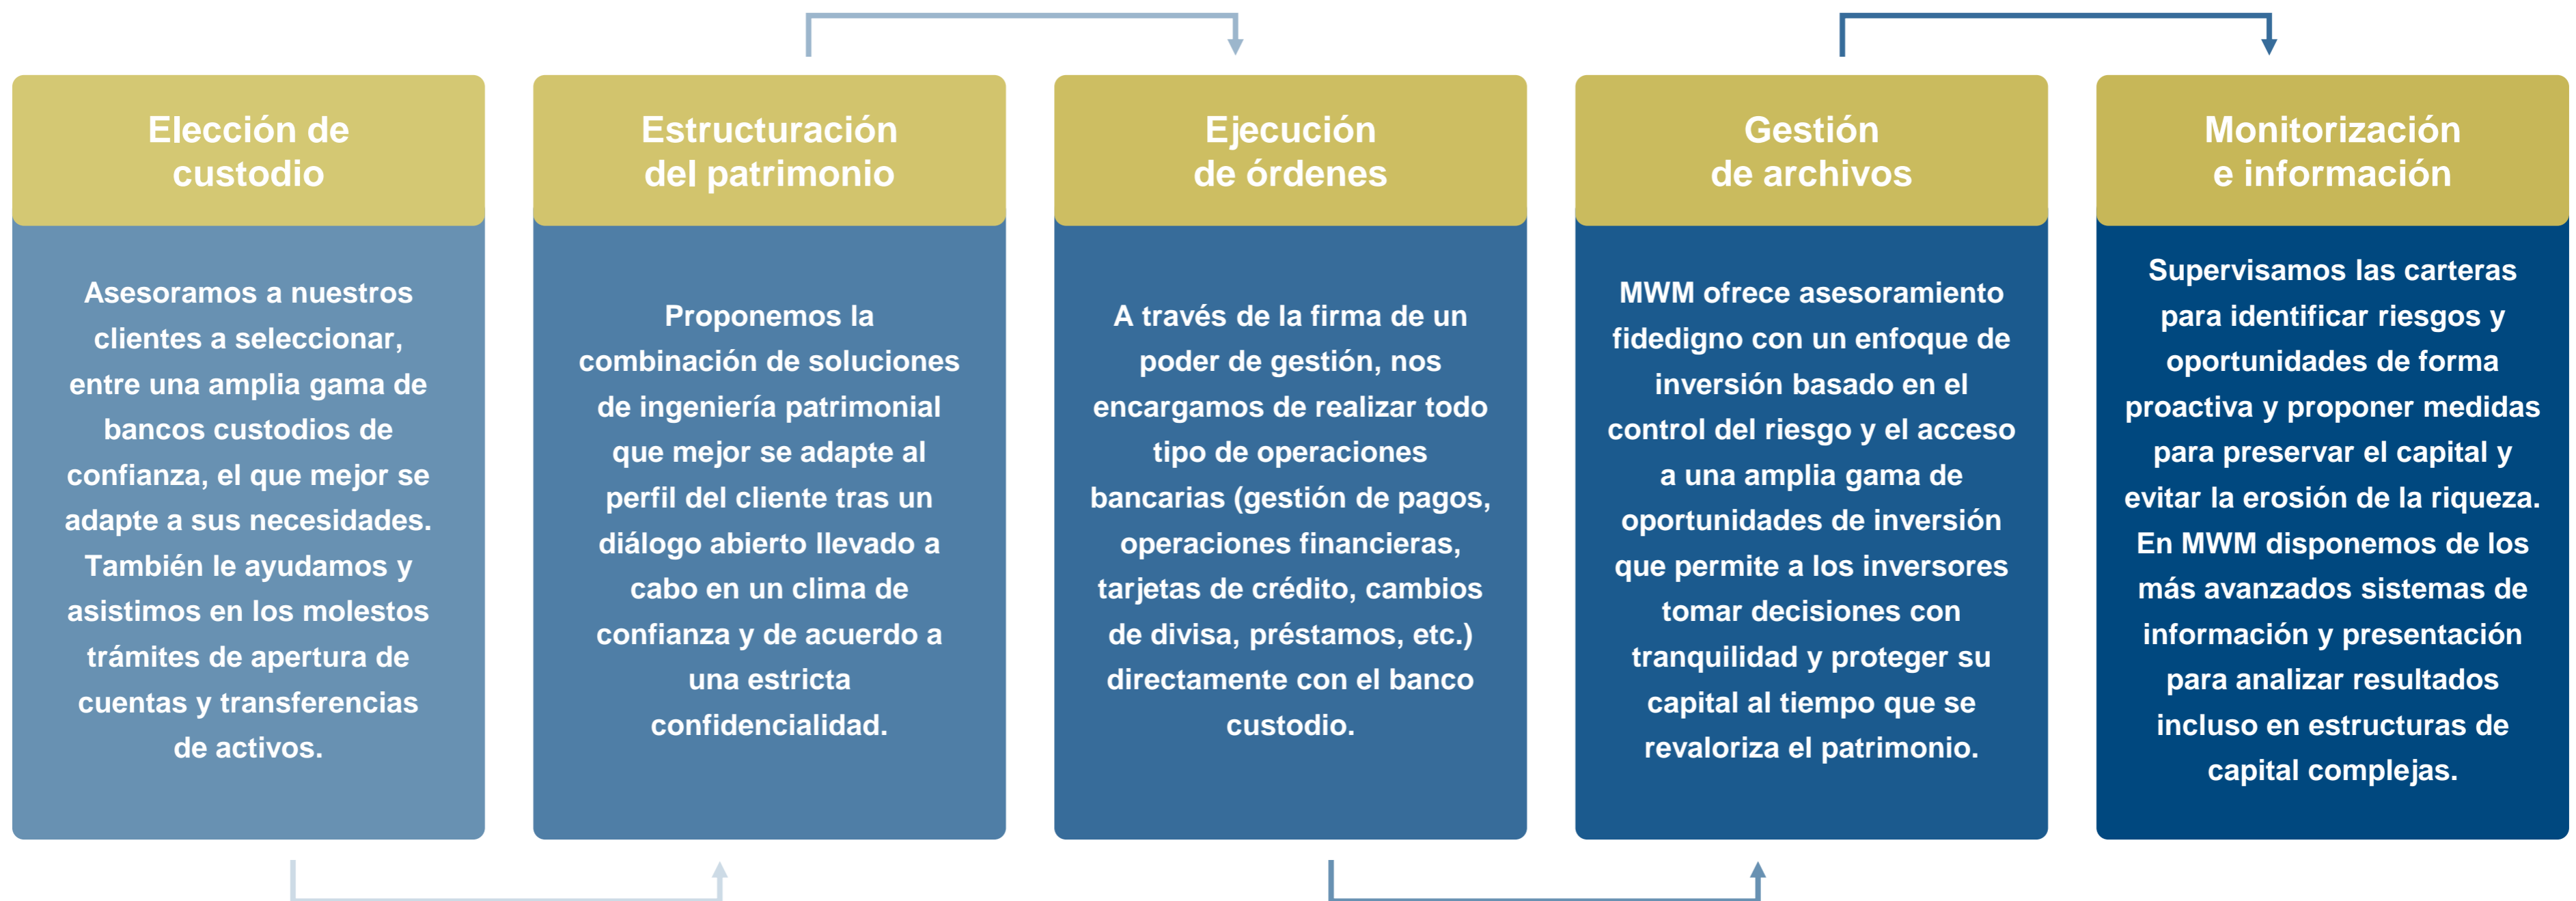 Elección de
custodio
Asesoramos a nuestros
clientes a seleccionar,
entre una amplia gama de
bancos custodios de
confianza, el que mejor se
adapte a sus necesidades.
También le ayudamos y
asistimos en los molestos
trámites de apertura de
cuentas y transferencias
de activos.
Estructuración
del patrimonio
Proponemos la
combinación de soluciones
de ingeniería patrimonial
que mejor se adapte al
perfil del cliente tras un
diálogo abierto llevado a
cabo en un clima de
confianza y de acuerdo a
una estricta
confidencialidad.
Ejecución
de órdenes
A través de la firma de un
poder de gestión, nos
encargamos de realizar todo
tipo de operaciones
bancarias (gestión de pagos,
operaciones financieras,
tarjetas de crédito, cambios
de divisa, préstamos, etc.)
directamente con el banco
custodio.
Gestión
de archivos
MWM ofrece asesoramiento
fidedigno con un enfoque de
inversión basado en el
control del riesgo y el acceso
a una amplia gama de
oportunidades de inversión
que permite a los inversores
tomar decisiones con
tranquilidad y proteger su
capital al tiempo que se
revaloriza el patrimonio.
Monitorización
e información
Supervisamos las carteras
para identificar riesgos y
oportunidades de forma
proactiva y proponer medidas
para preservar el capital y
evitar la erosión de la riqueza.
En MWM disponemos de los
más avanzados sistemas de
información y presentación
para analizar resultados
incluso en estructuras de
capital complejas.